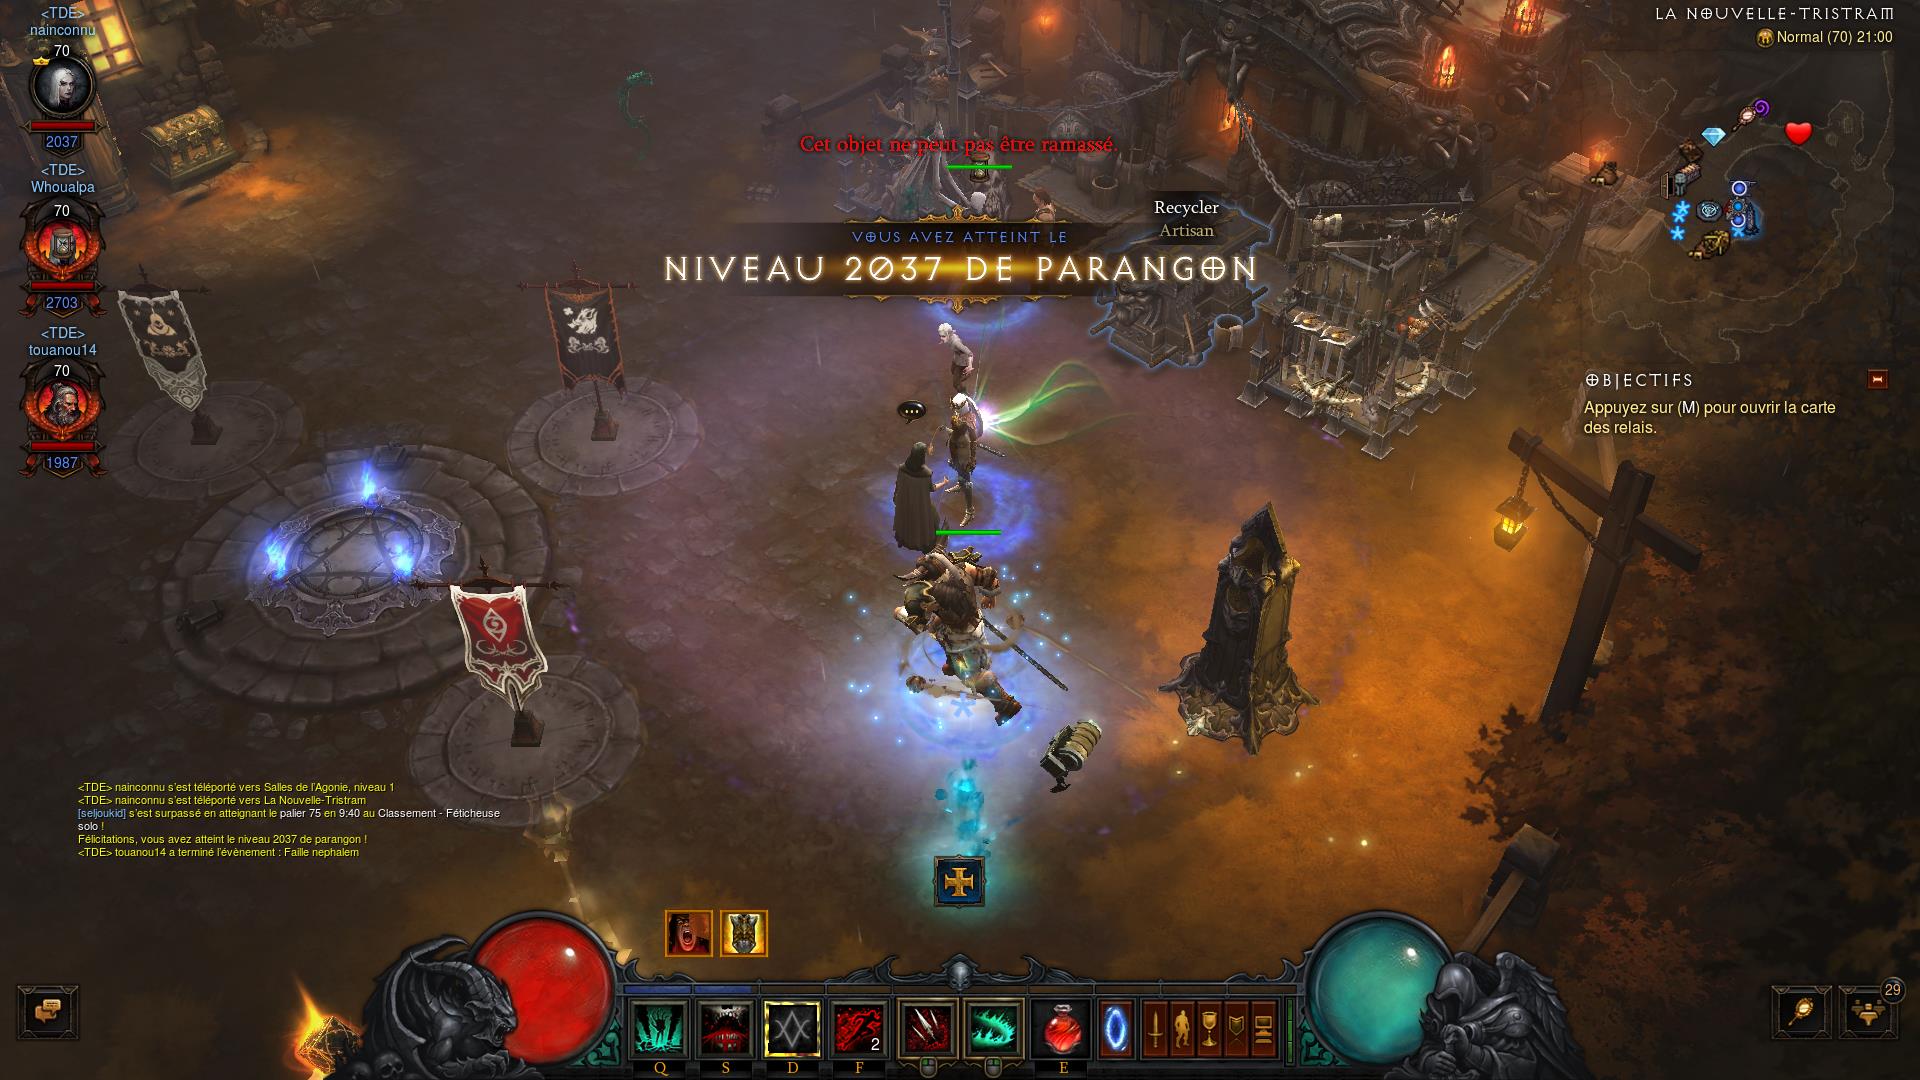 <TDE>
nainconnu
70
2037
<TDE>
Whoualpa
70
2703
<TDE>
touanou14
70
1987
LA NOUVELLE-TRISTRAM
Normal (70) 21:00
Cet objet ne peut pas être ramassé.
Recycler
Artisan
VOUS AVEZ ATTEINT LE
NIVEAU 2037 DE PARANGON
OBJECTIFS
Appuyez sur (M) pour ouvrir la carte
des relais.
<TDE> nainconnu s'est téléporté vers Salles de l'Agonie, niveau 1
<TDE> nainconnu s'est téléporté vers La Nouvelle-Tristram
[seljoukid] s'est surpassé en atteignant le palier 75 en 9:40 au Classement - Féticheuse
solo !
Félicitations, vous avez atteint le niveau 2037 de parangon !
<TDE> touanou14 a terminé l'évènement : Faille nephalem
2
Q
S
D
F
E
29